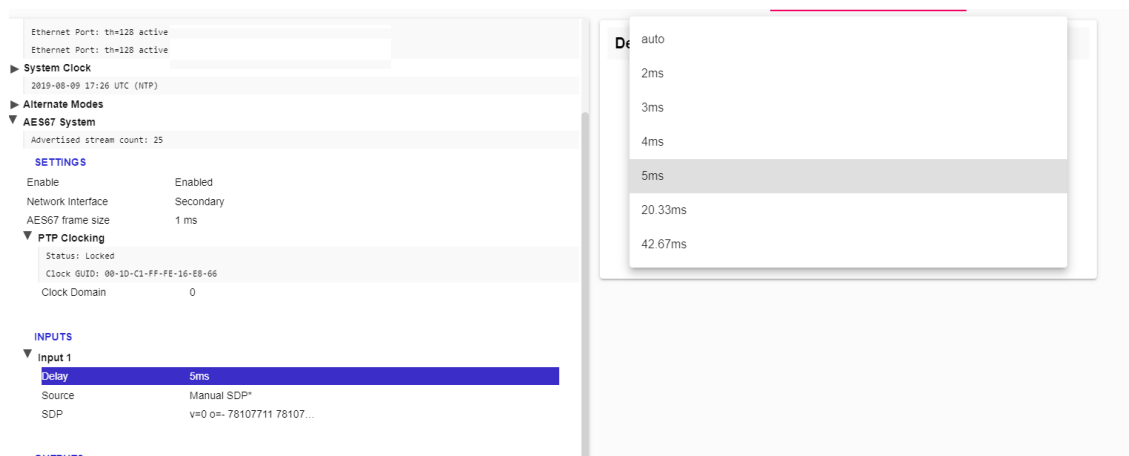 Ethernet Port: th=128 active
Ethernet Port: th=128 active
System Clock
2019-08-09 17:26 UTC (NTP)
Alternate Modes
AES67 System
Advertised stream count: 25
SETTINGS
Enable Enabled
Network Interface Secondary
AES67 frame size 1 ms
PTP Clocking
Status: Locked
Clock GUID: 00-1D-C1-FF-FE-16-E8-66
Clock Domain 0
INPUTS
Input 1
Delay 5ms
Source Manual SDP*
SDP v=0 o=- 78107711 78107...
OUTPUTS
De
auto
2ms
3ms
4ms
5ms
20.33ms
42.67ms